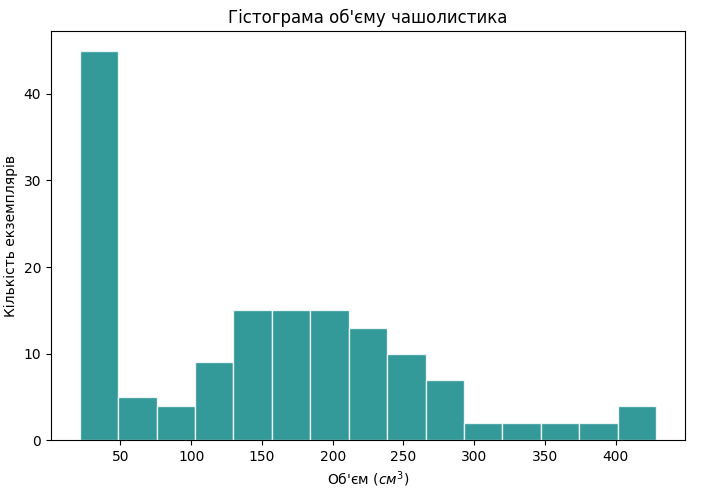 Гістограма об'єму чашолистика
Кількість екземплярів
40
30
20
10
0
50 100 150 200 250 300 350 400
Об'єм (см³)